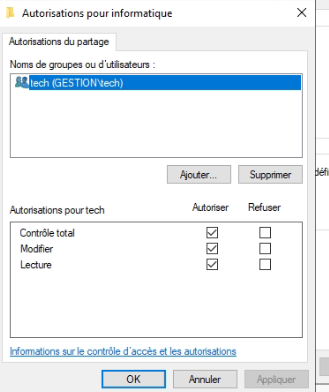 Autorisations pour informatique
Autorisations du partage
Noms de groupes ou d'utilisateurs :
tech (GESTION\tech)
Ajouter... Supprimer
défi
Autorisations pour tech Autoriser Refuser
Contrôle total
Modifier
Lecture
Informations sur le contrôle d'accès et les autorisations
OK Annuler Appliquer